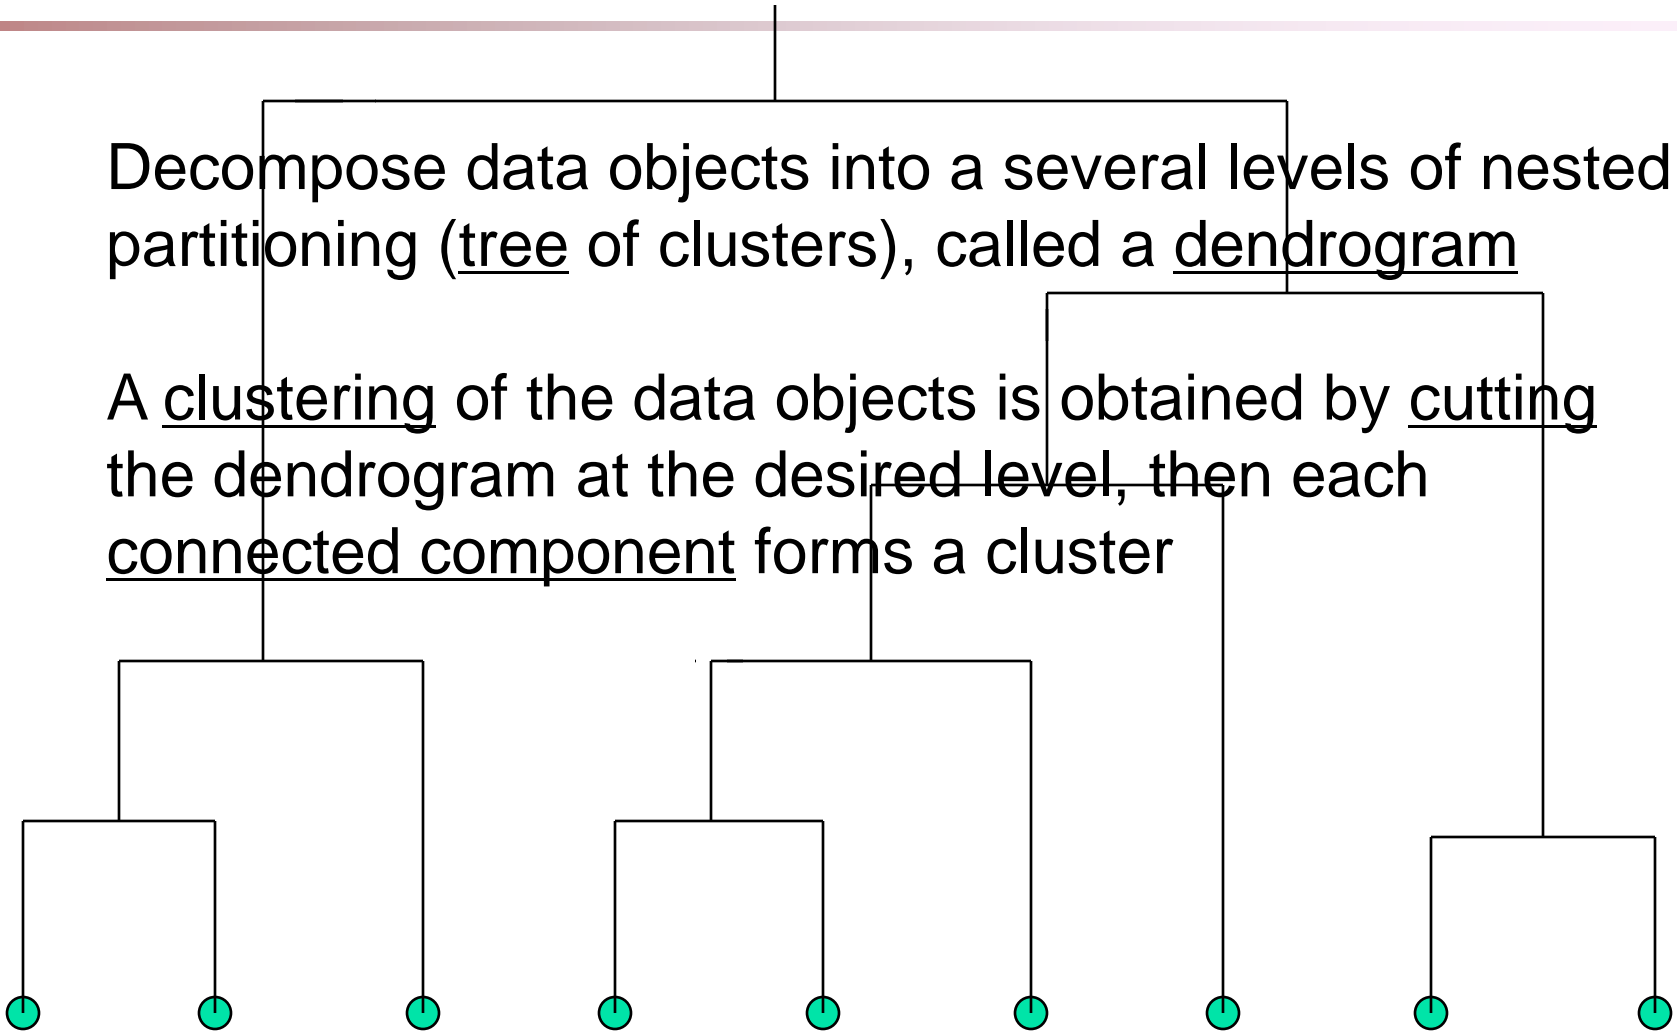 Decompose data objects into a several levels of nested
partitioning (tree of clusters), called a dendrogram
A clustering of the data objects is obtained by cutting
the dendrogram at the desired level, then each
connected component forms a cluster